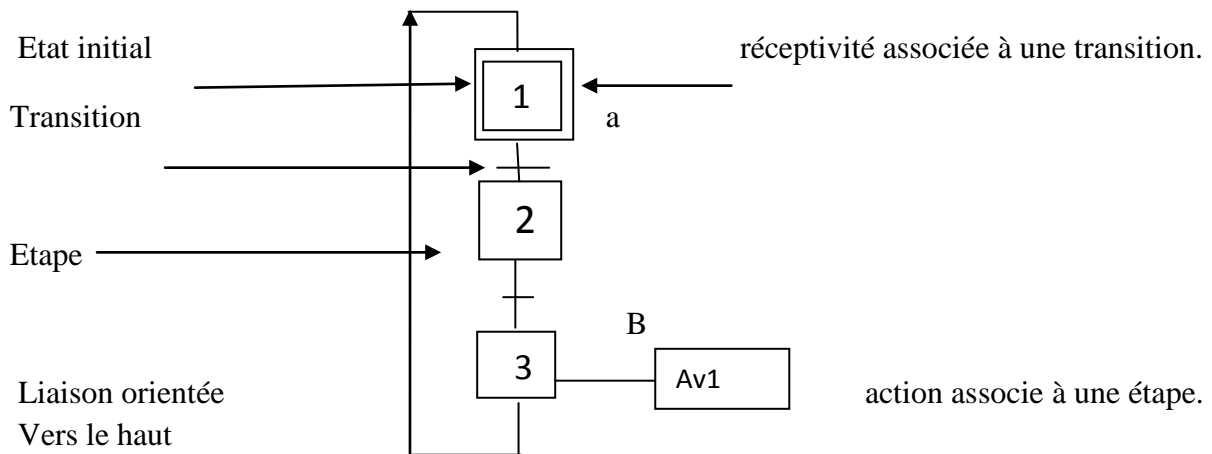 Etat initial
réceptivité associée à une transition.
1
Transition
a
2
Etape
B
3
Av1
Liaison orientée
action associe à une étape.
Vers le haut